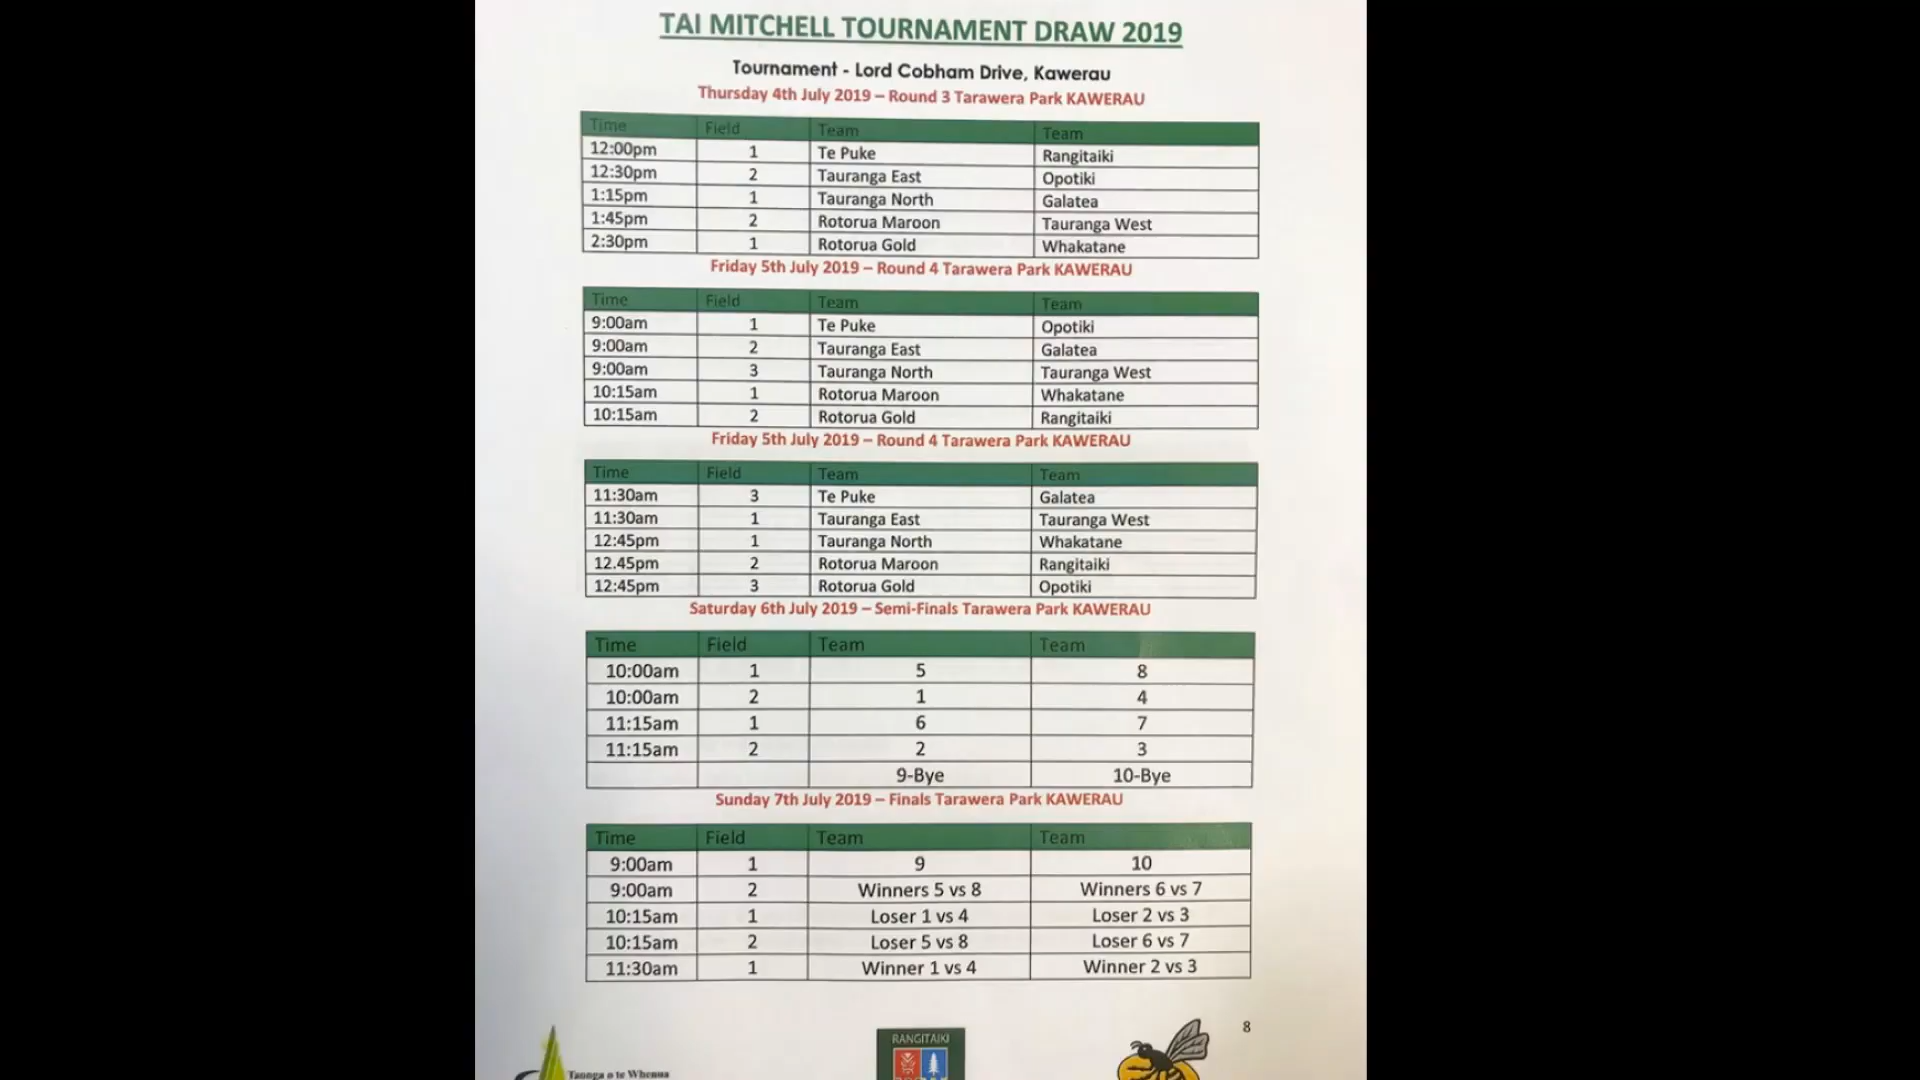 TAI MITCHELL TOURNAMENT DRAW 2019
Tournament - Lord Cobham Drive, Kawerau
Thursday 4th July 2019 – Round 3 Tarawera Park KAWERAU
Time Field Team Team
12:00pm 1 Te Puke Rangitaiki
12:30pm 2 Tauranga East Opotiki
1:15pm 1 Tauranga North Galatea
1:45pm 2 Rotorua Maroon Tauranga West
2:30pm 1 Rotorua Gold Whakatane
Friday 5th July 2019 – Round 4 Tarawera Park KAWERAU
Time Field Team Team
9:00am 1 Te Puke Opotiki
9:00am 2 Tauranga East Galatea
9:00am 3 Tauranga North Tauranga West
10:15am 1 Rotorua Maroon Whakatane
10:15am 2 Rotorua Gold Rangitaiki
Friday 5th July 2019 – Round 4 Tarawera Park KAWERAU
Time Field Team Team
11:30am 3 Te Puke Galatea
11:30am 1 Tauranga East Tauranga West
12:45pm 1 Tauranga North Whakatane
12.45pm 2 Rotorua Maroon Rangitaiki
12:45pm 3 Rotorua Gold Opotiki
Saturday 6th July 2019 – Semi-Finals Tarawera Park KAWERAU
Time Field Team Team
10:00am 1 5 8
10:00am 2 1 4
11:15am 1 6 7
11:15am 2 2 3
9-Bye 10-Bye
Sunday 7th July 2019 – Finals Tarawera Park KAWERAU
Time Field Team Team
9:00am 1 9 10
9:00am 2 Winners 5 vs 8 Winners 6 vs 7
10:15am 1 Loser 1 vs 4 Loser 2 vs 3
10:15am 2 Loser 5 vs 8 Loser 6 vs 7
11:30am 1 Winner 1 vs 4 Winner 2 vs 3
8
RANGITAIKI
Taonga o te Whenua